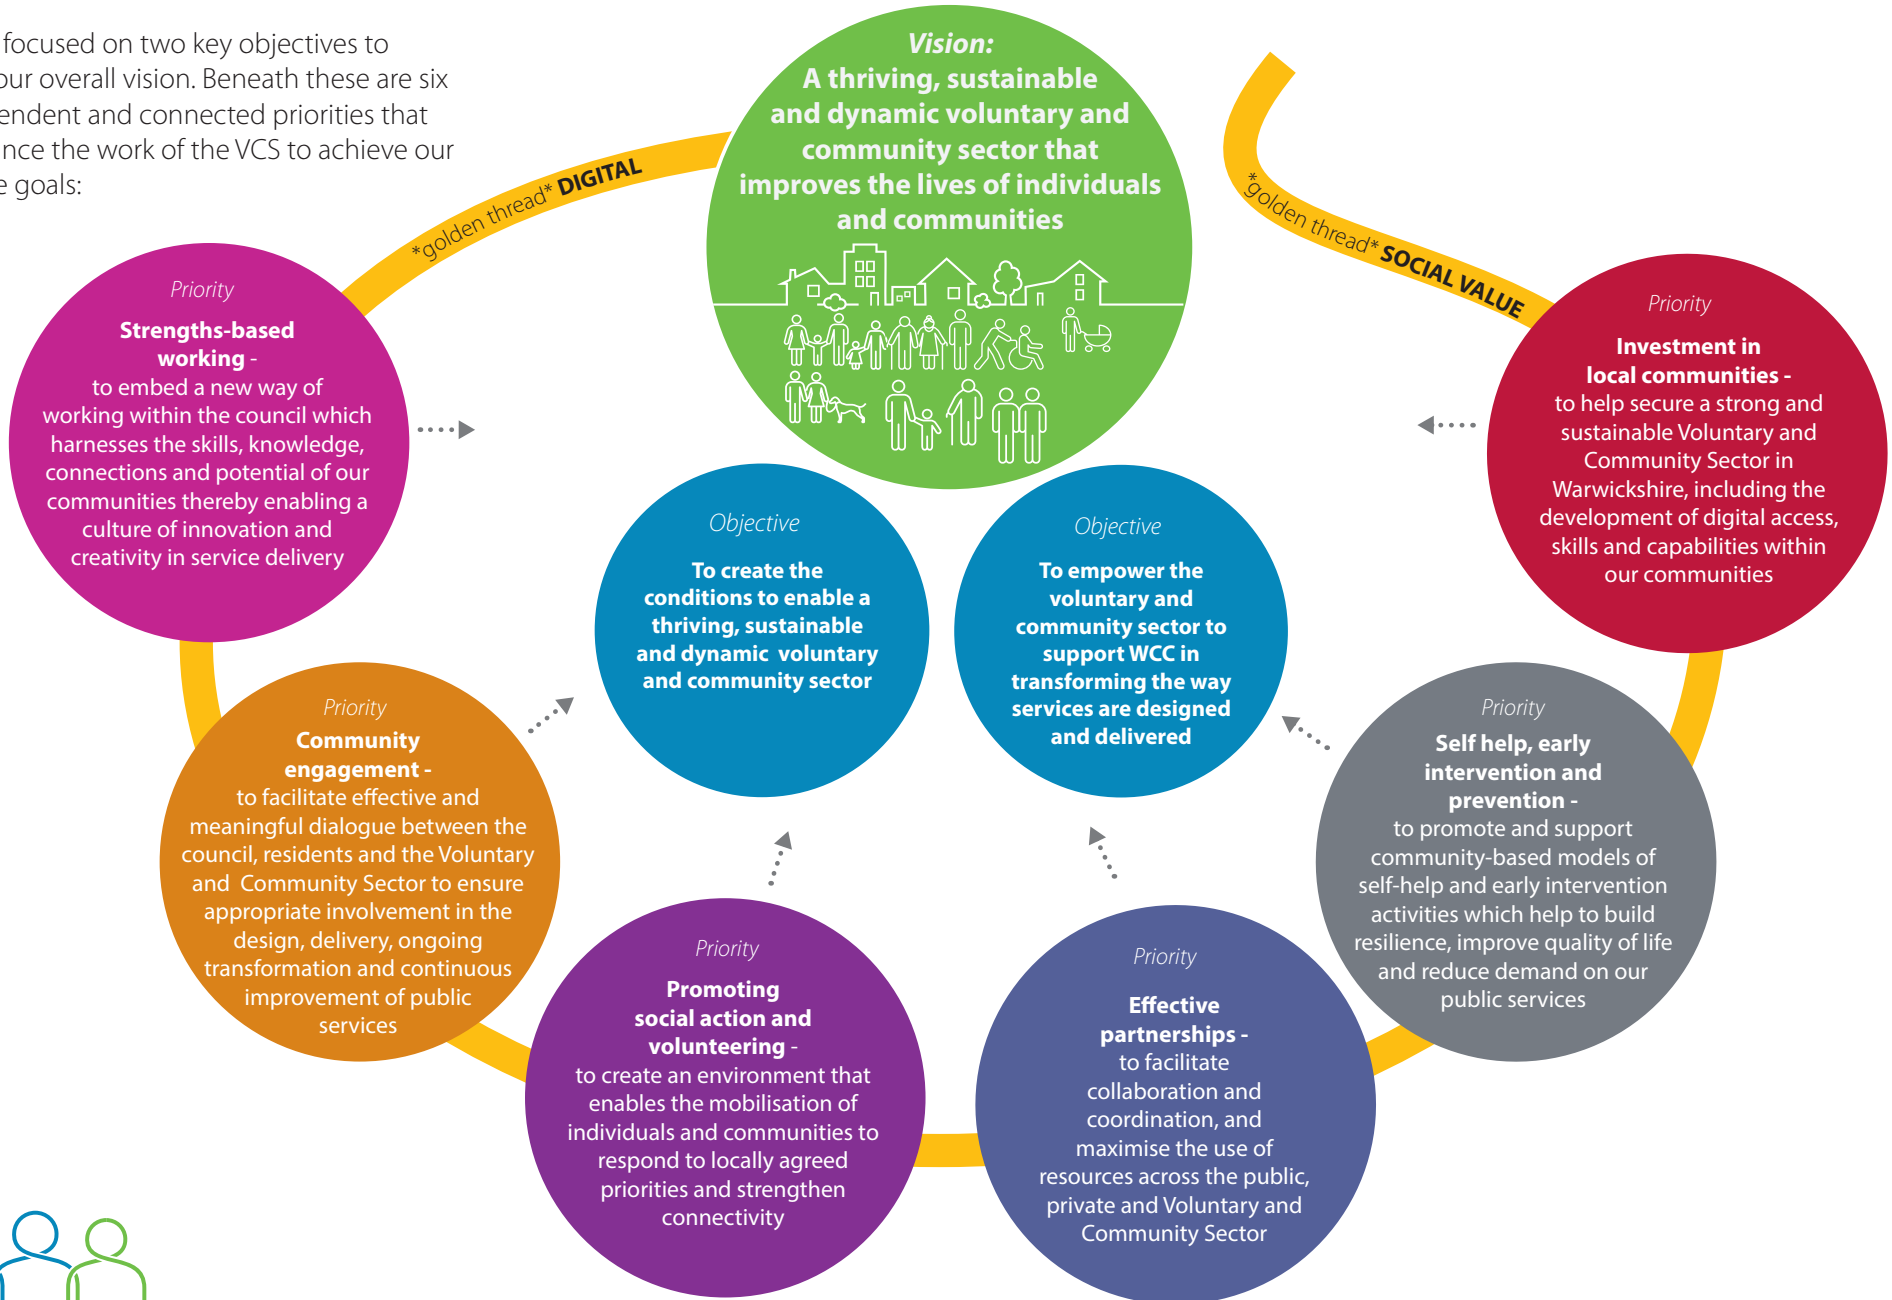 focused on two key objectives to
our overall vision. Beneath these are six
endent and connected priorities that
nce the work of the VCS to achieve our
e goals:
Vision:
A thriving, sustainable
and dynamic voluntary and
community sector that
improves the lives of individuals
and communities
*golden thread* DIGITAL
*golden thread* SOCIAL VALUE
Priority
Strengths-based
working -
to embed a new way of
working within the council which
harnesses the skills, knowledge,
connections and potential of our
communities thereby enabling a
culture of innovation and
creativity in service delivery
Priority
Investment in
local communities -
to help secure a strong and
sustainable Voluntary and
Community Sector in
Warwickshire, including the
development of digital access,
skills and capabilities within
our communities
Objective
To create the
conditions to enable a
thriving, sustainable
and dynamic voluntary
and community sector
Objective
To empower the
voluntary and
community sector to
support WCC in
transforming the way
services are designed
and delivered
Priority
Community
engagement -
to facilitate effective and
meaningful dialogue between the
council, residents and the Voluntary
and Community Sector to ensure
appropriate involvement in the
design, delivery, ongoing
transformation and continuous
improvement of public
services
Priority
Self help, early
intervention and
prevention -
to promote and support
community-based models of
self-help and early intervention
activities which help to build
resilience, improve quality of life
and reduce demand on our
public services
Priority
Promoting
social action and
volunteering -
to create an environment that
enables the mobilisation of
individuals and communities to
respond to locally agreed
priorities and strengthen
connectivity
Priority
Effective
partnerships -
to facilitate
collaboration and
coordination, and
maximise the use of
resources across the public,
private and Voluntary and
Community Sector